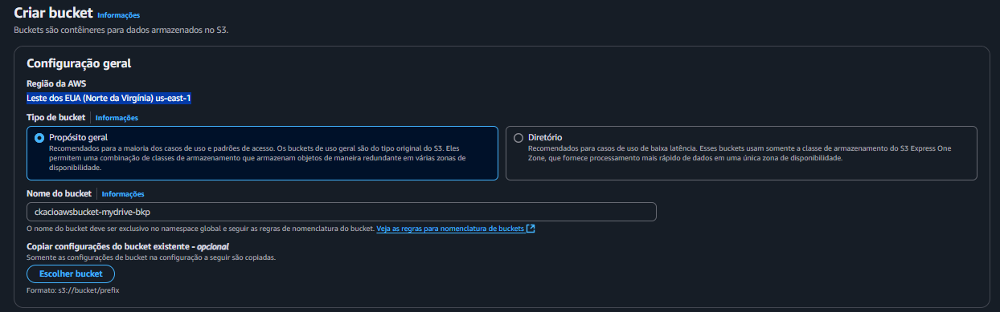 Criar bucket Informações
Buckets são contêineres para dados armazenados no S3.
Configuração geral
Região da AWS
Leste dos EUA (Norte da Virgínia) us-east-1
Tipo de bucket Informações
Propósito geral
Recomendados para a maioria dos casos de uso e padrões de acesso. Os buckets de uso geral são do tipo original do S3. Eles
permitem uma combinação de classes de armazenamento que armazenam objetos de maneira redundante em várias zonas de
disponibilidade.
Diretório
Recomendados para casos de uso de baixa latência. Esses buckets usam somente a classe de armazenamento do S3 Express One
Zone, que fornece processamento mais rápido de dados em uma única zona de disponibilidade.
Nome do bucket Informações
ckacioawsbucket-mydrive-bkp
O nome do bucket deve ser exclusivo no namespace global e seguir as regras de nomenclatura do bucket. Veja as regras para nomenclatura de buckets
Copiar configurações do bucket existente - opcional
Somente as configurações de bucket na configuração a seguir são copiadas.
Escolher bucket
Formato: s3://bucket/prefix